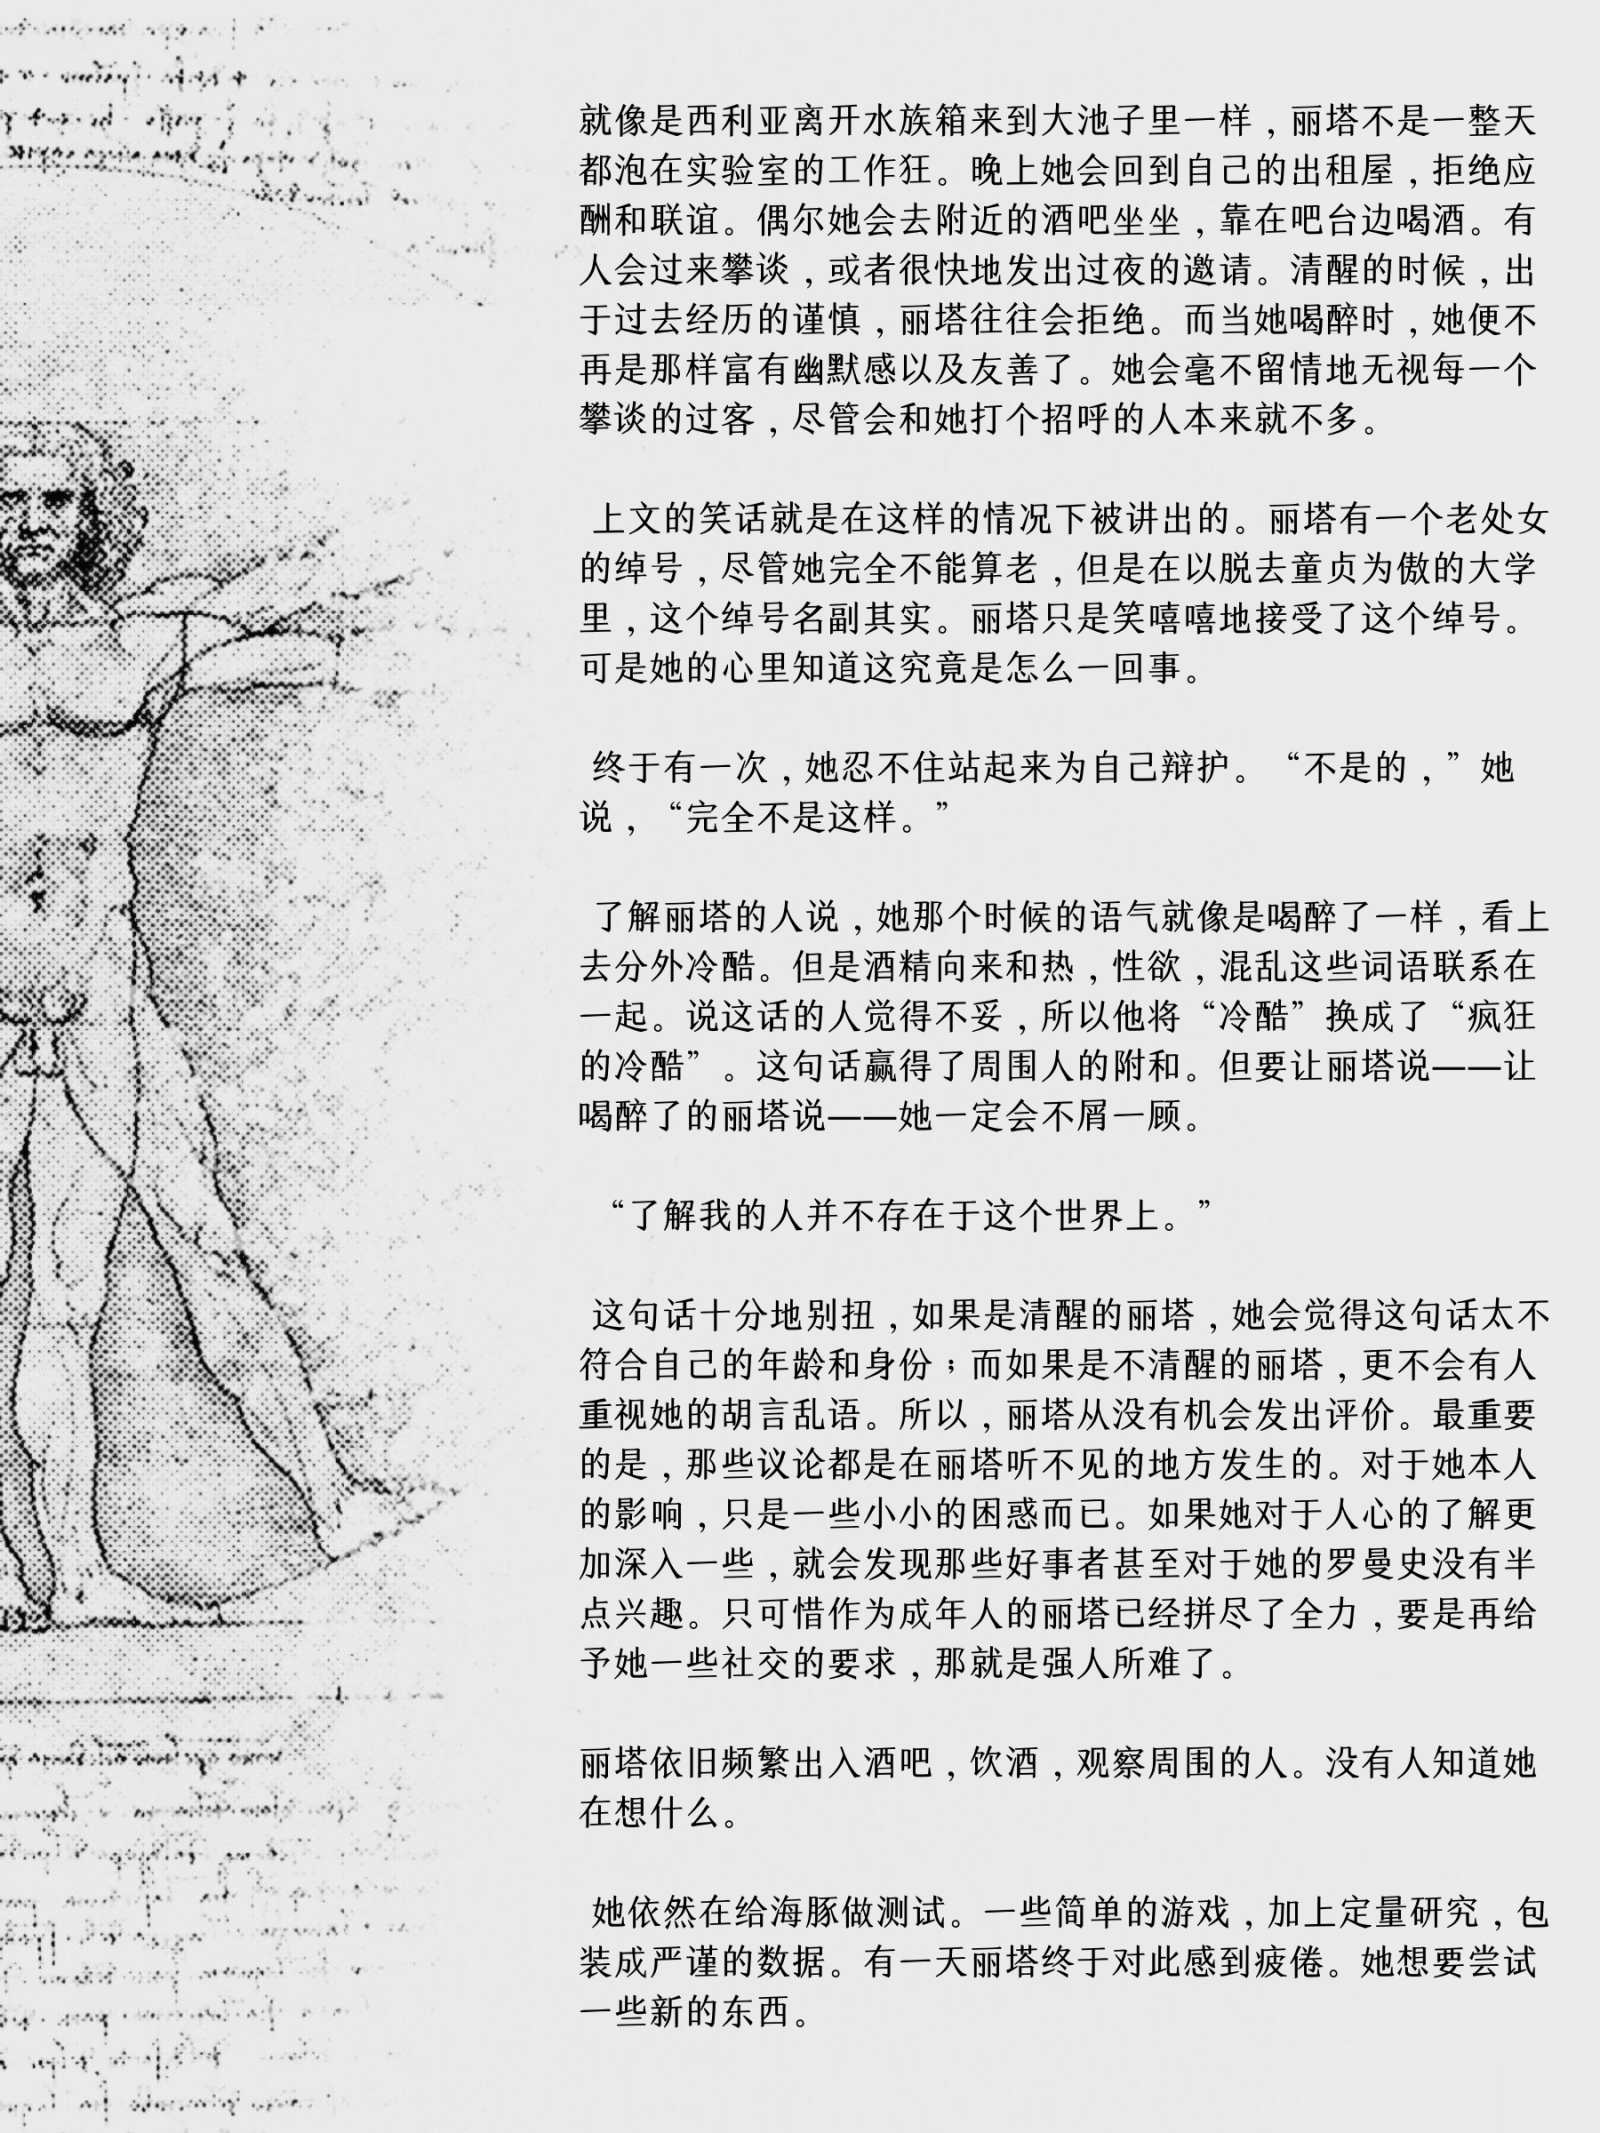 就像是西利亚离开水族箱来到大池子里一样，丽塔不是一整天
都泡在实验室的工作狂。晚上她会回到自己的出租屋，拒绝应
酬和联谊。偶尔她会去附近的酒吧坐坐，靠在吧台边喝酒。有
人会过来攀谈，或者很快地发出过夜的邀请。清醒的时候，出
于过去经历的谨慎，丽塔往往会拒绝。而当她喝醉时，她便不
再是那样富有幽默感以及友善了。她会毫不留情地无视每一个
攀谈的过客，尽管会和她打个招呼的人本来就不多。
上文的笑话就是在这样的情况下被讲出的。丽塔有一个老处女
的绰号，尽管她完全不能算老，但是在以脱去童贞为傲的大学
里，这个绰号名副其实。丽塔只是笑嘻嘻地接受了这个绰号。
可是她的心里知道这究竟是怎么一回事。
终于有一次，她忍不住站起来为自己辩护。“不是的，”她
说，“完全不是这样。”
了解丽塔的人说，她那个时候的语气就像是喝醉了一样，看上
去分外冷酷。但是酒精向来和热，性欲，混乱这些词语联系在
一起。说这话的人觉得不妥，所以他将“冷酷”换成了“疯狂
的冷酷”。这句话赢得了周围人的附和。但要让丽塔说——让
喝醉了的丽塔说——她一定会不屑一顾。
“了解我的人并不存在于这个世界上。”
这句话十分地别扭，如果是清醒的丽塔，她会觉得这句话太不
符合自己的年龄和身份；而如果是不清醒的丽塔，更不会有人
重视她的胡言乱语。所以，丽塔从没有机会发出评价。最重要
的是，那些议论都是在丽塔听不见的地方发生的。对于她本人
的影响，只是一些小小的困惑而已。如果她对于人心的了解更
加深入一些，就会发现那些好事者甚至对于她的罗曼史没有半
点兴趣。只可惜作为成年人的丽塔已经拼尽了全力，要是再给
予她一些社交的要求，那就是强人所难了。
丽塔依旧频繁出入酒吧，饮酒，观察周围的人。没有人知道她
在想什么。
她依然在给海豚做测试。一些简单的游戏，加上定量研究，包
装成严谨的数据。有一天丽塔终于对此感到疲倦。她想要尝试
一些新的东西。